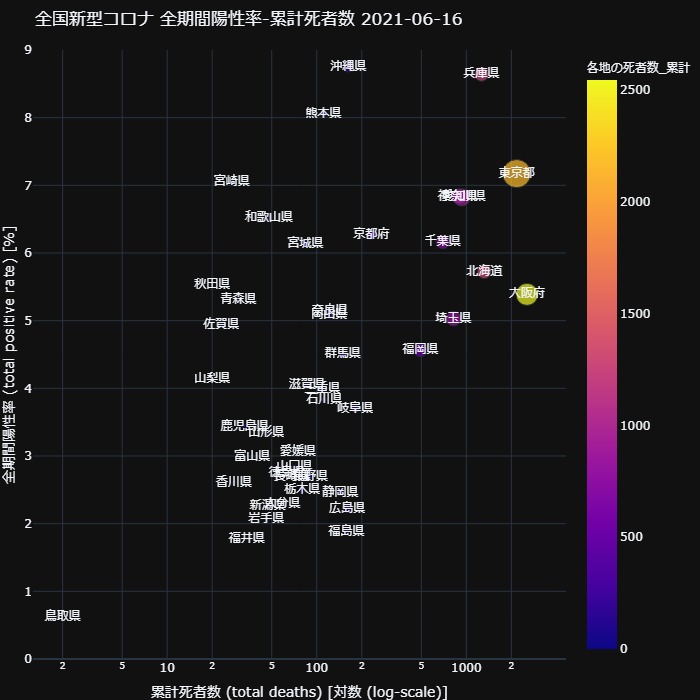 全国新型コロナ 全期間陽性率-累計死者数 2021-06-16
各地の死者数_累計
全期間陽性率 (total positive rate) [%]
9
8
7
6
5
4
3
2
1
0
沖縄県
兵庫県
熊本県
東京都
宮崎県
愛知県
和歌山県
京都府
宮城県
千葉県
北海道
秋田県
大阪府
青森県
奈良県
岡田県
埼玉県
佐賀県
福岡県
群馬県
山梨県
滋賀県
石川県
岐阜県
鹿児島県
山形県
愛媛県
富山県
山口県
香川県
栃木県
静岡県
新潟県
広島県
岩手県
福島県
福井県
鳥取県
2
5
10
2
5
100
2
5
1000
2
累計死者数 (total deaths) [対数 (log-scale)]
2500
2000
1500
1000
500
0